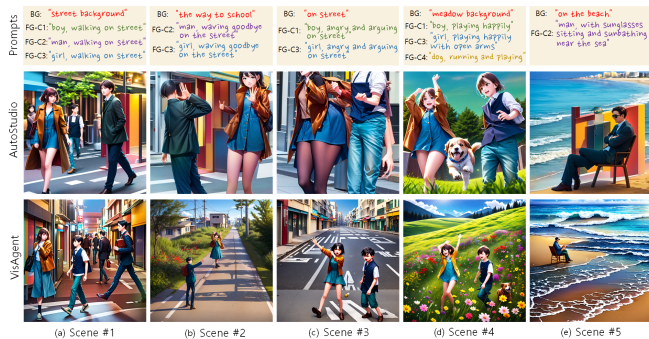 Prompts
BG: "street background"
FG-C1: "boy, walking on street"
FG-C2: "man, walking on street"
FG-C3: "girl, walking on street"
BG: "the way to school"
FG-C2: "man, waving goodbye
on the street"
FG-C3: "girl, waving goodbye
on the street"
BG: "on street"
FG-C1: "boy, angry and arguing
on street"
FG-C3: "girl, angry and arguing
on street"
BG: "meadow background"
FG-C1: "boy, playing happily"
FG-C3: "girl, playing happily
with open arms"
FG-C4: "dog, running and playing"
BG: "on the beach"
FG-C2: "man, with sunglasses
sitting and sunbathing
near the sea"
AutoStudio
VisAgent
(a) Scene #1
(b) Scene #2
(c) Scene #3
(d) Scene #4
(e) Scene #5